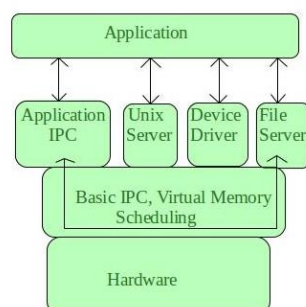 Application
Application
IPC
Unix
Server
Device
Driver
File
Server
Basic IPC, Virtual Memory
Scheduling
Hardware